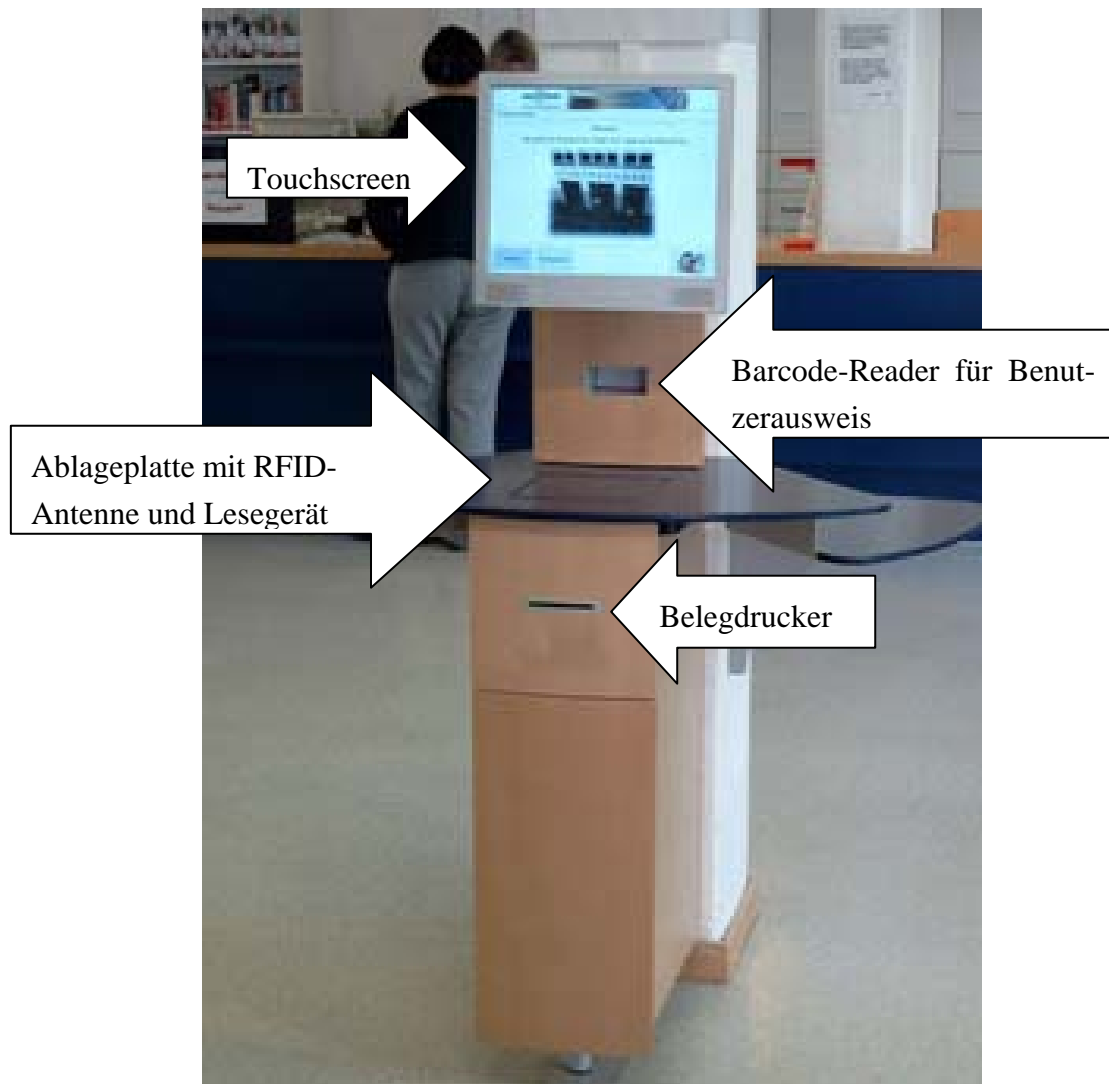 Touchscreen
Barcode-Reader für Benut-
zerausweis
Ablageplatte mit RFID-
Antenne und Lesegerät
Belegdrucker